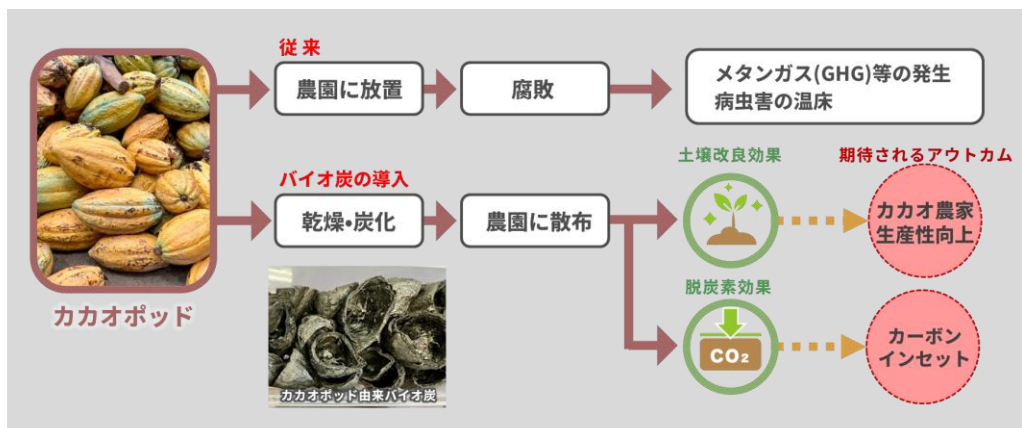 従来
農園に放置
腐敗
メタンガス(GHG)等の発生
病虫害の温床
バイオ炭の導入
乾燥•炭化
農園に散布
土壌改良効果
期待されるアウトカム
カカオ農家
生産性向上
脱炭素効果
CO₂
カーボン
インセット
カカオポッド
カカオポッド由来バイオ炭